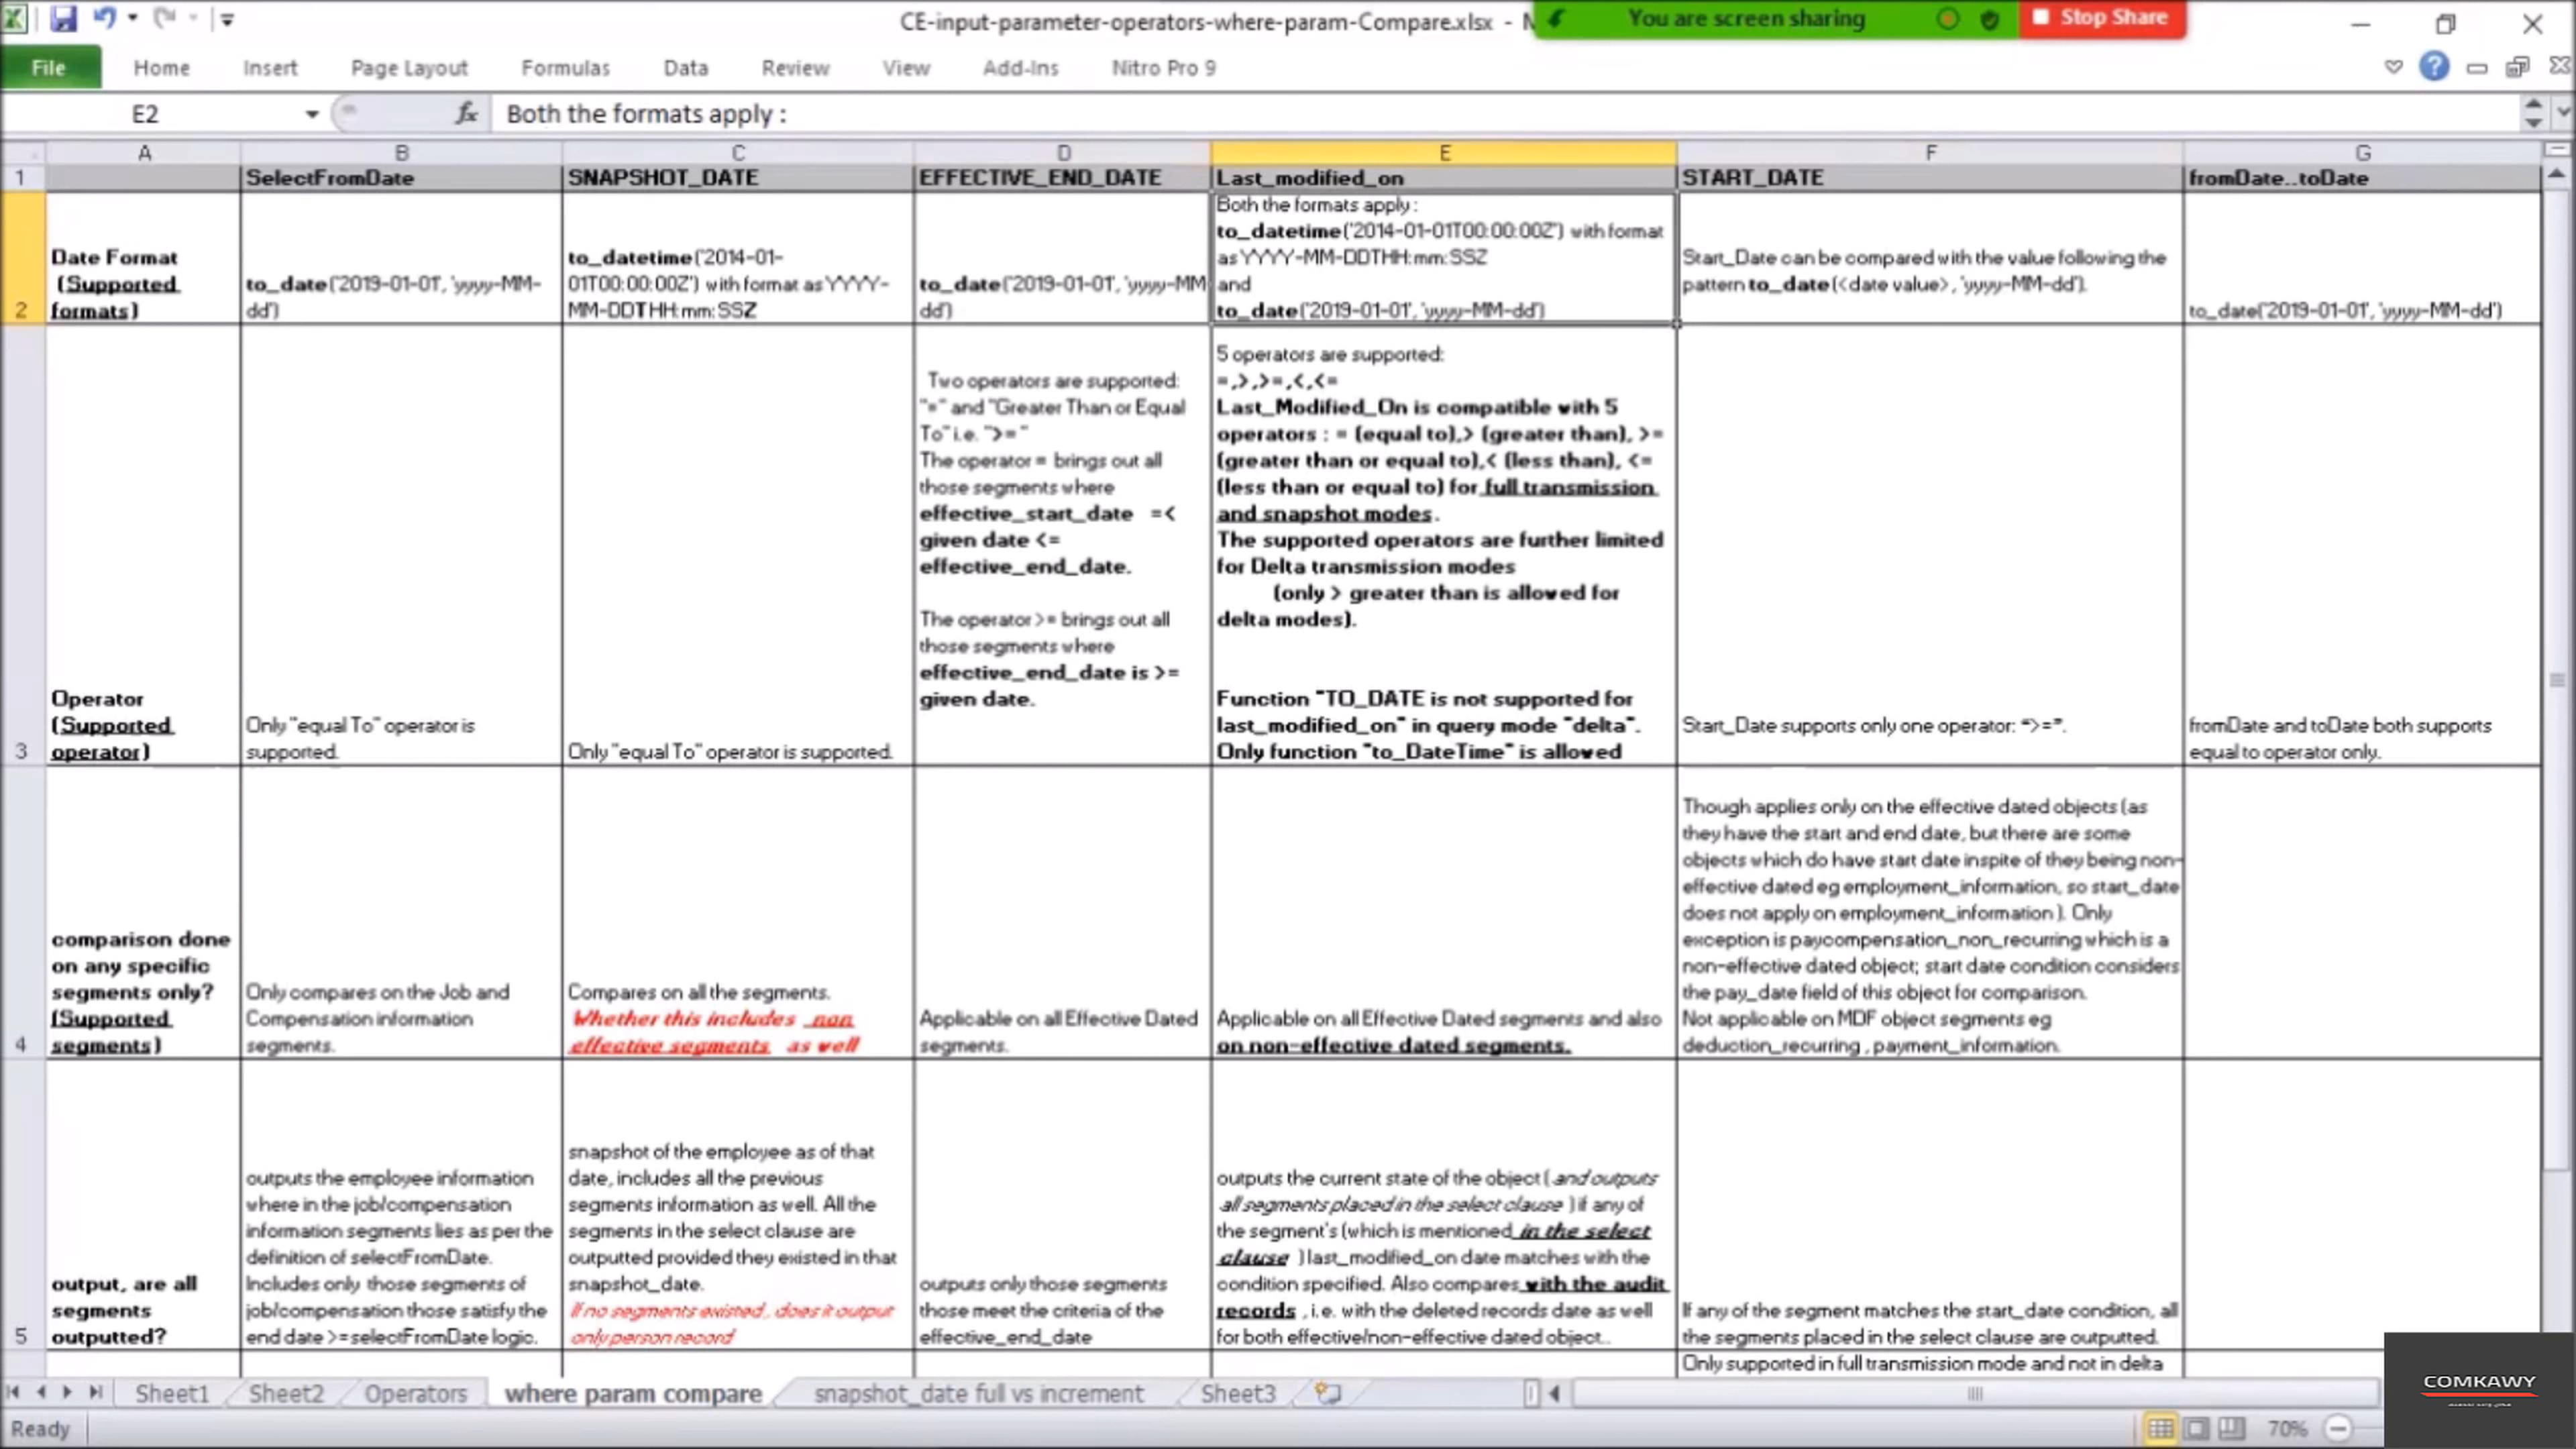 CE-input-parameter-operators-where-param-Compare.xlsx - 
You are screen sharing
Stop Share
File Home Insert Page Layout Formulas Data Review View Add-Ins Nitro Pro 9
E2
fx Both the formats apply :
A B C D E F G
1 SelectFromDate SNAPSHOT_DATE EFFECTIVE_END_DATE Last_modified_on START_DATE fromDate..toDate
2
Date Format
(Supported
formats)
to_date('2019-01-01', 'yyyy-MM-
dd')
to_datetime('2014-01-
01T00:00:00Z') with format as YYYY-
MM-DDTHH:mm:SSZ
to_date('2019-01-01', 'yyyy-MM
dd')
Both the formats apply :
to_datetime('2014-01-01T00:00:00Z') with format
as YYYY-MM-DDTHH:mm:SSZ
and
to_date('2019-01-01', 'yyyy-MM-dd')
Start_Date can be compared with the value following the
pattern to_date(<date value>, 'yyyy-MM-dd').
to_date('2019-01-01', 'yyyy-MM-dd')
3
Operator
(Supported
operator)
Only "equal To" operator is
supported.
Only "equal To" operator is supported.
Two operators are supported:
"=" and "Greater Than or Equal
To" i.e. ">="
The operator = brings out all
those segments where
effective_start_date =<
given date <=
effective_end_date.
The operator >= brings out all
those segments where
effective_end_date is >=
given date.
5 operators are supported:
=,>,>=,<,<=
Last_Modified_On is compatible with 5
operators : = (equal to),> (greater than), >=
(greater than or equal to),< (less than), <=
(less than or equal to) for full transmission
and snapshot modes.
The supported operators are further limited
for Delta transmission modes
(only > greater than is allowed for
delta modes).
Function "TO_DATE is not supported for
last_modified_on" in query mode "delta".
Only function "to_DateTime" is allowed
Start_Date supports only one operator: ">=".
fromDate and toDate both supports
equal to operator only.
4
comparison done
on any specific
segments only?
(Supported
segments)
Only compares on the Job and
Compensation information
segments.
Compares on all the segments.
Whether this includes non
effective segments as well
Applicable on all Effective Dated
segments.
Applicable on all Effective Dated segments and also
on non-effective dated segments.
Though applies only on the effective dated objects (as
they have the start and end date, but there are some
objects which do have start date inspite of they being non-
effective dated eg employment_information, so start_date
does not apply on employment_information ). Only
exception is paycompensation_non_recurring which is a
non-effective dated object; start date condition considers
the pay_date field of this object for comparison.
Not applicable on MDF object segments eg
deduction_recurring , payment_information.
5
output, are all
segments
outputted?
outputs the employee information
where in the job/compensation
information segments lies as per the
definition of selectFromDate.
Includes only those segments of
job/compensation those satisfy the
end date >=selectFromDate logic.
snapshot of the employee as of that
date, includes all the previous
segments information as well. All the
segments in the select clause are
outputted provided they existed in that
snapshot_date.
If no segments existed, does it output
only person record
outputs only those segments
those meet the criteria of the
effective_end_date
outputs the current state of the object ( and outputs
all segments placed in the select clause ) if any of
the segment's (which is mentioned in the select
clause ) last_modified_on date matches with the
condition specified. Also compares with the audit
records , i.e. with the deleted records date as well
for both effective/non-effective dated object..
If any of the segment matches the start_date condition, all
the segments placed in the select clause are outputted.
Only supported in full transmission mode and not in delta
Sheet1 Sheet2 Operators where param compare snapshot_date full vs increment Sheet3
Ready
70%
COMKAWY